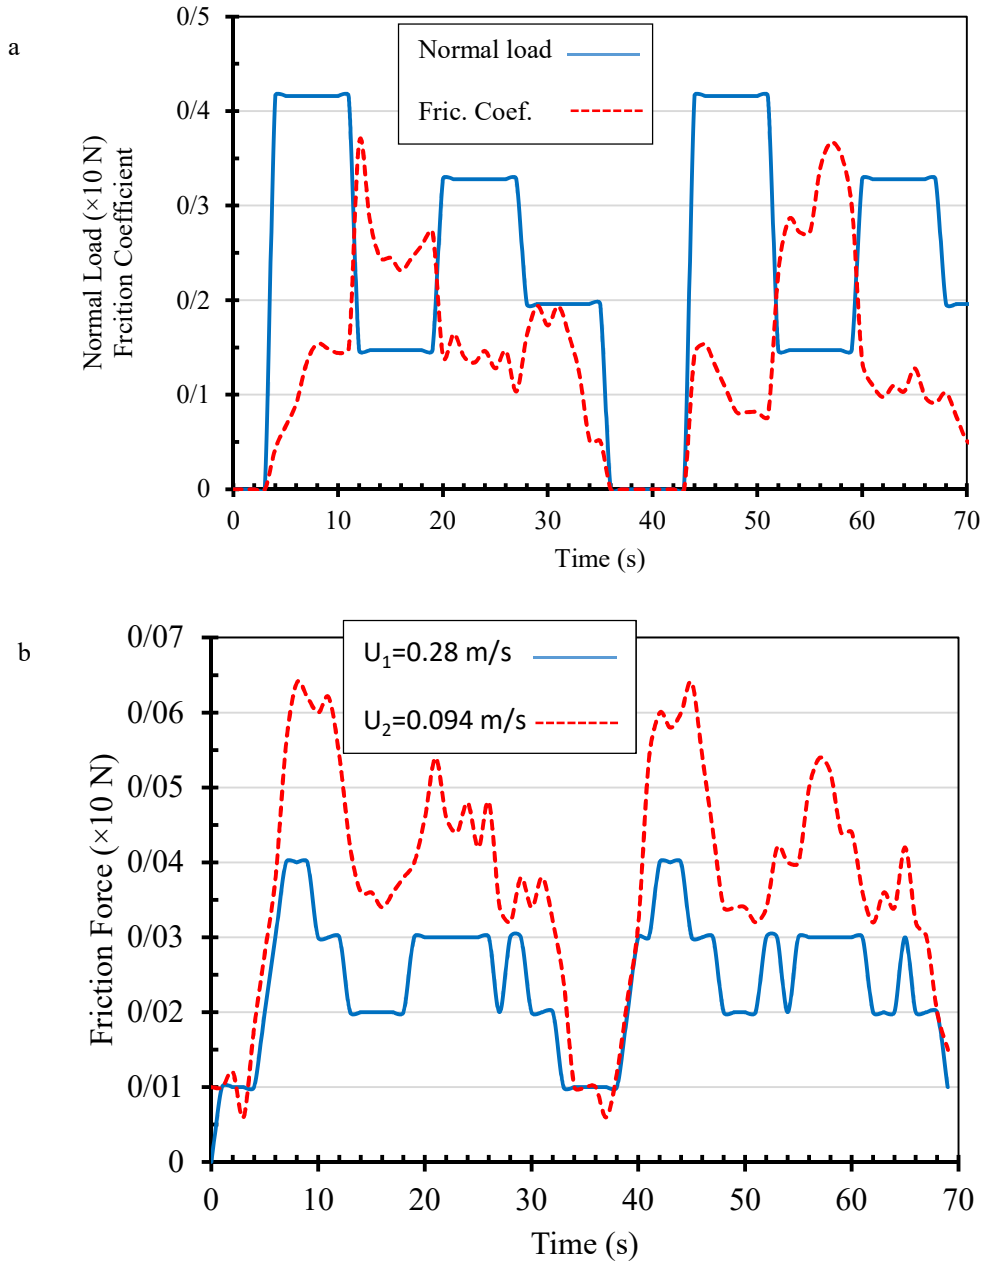 a
0/5
0/4
0/3
0/2
0/1
0
Normal Load (×10 N)
Frcition Coefficient
Normal load
Fric. Coef.
0 10 20 30 40 50 60 70
Time (s)
b
0/07
0/06
0/05
0/04
0/03
0/02
0/01
0
Friction Force (×10 N)
U1=0.28 m/s
U2=0.094 m/s
0 10 20 30 40 50 60 70
Time (s)